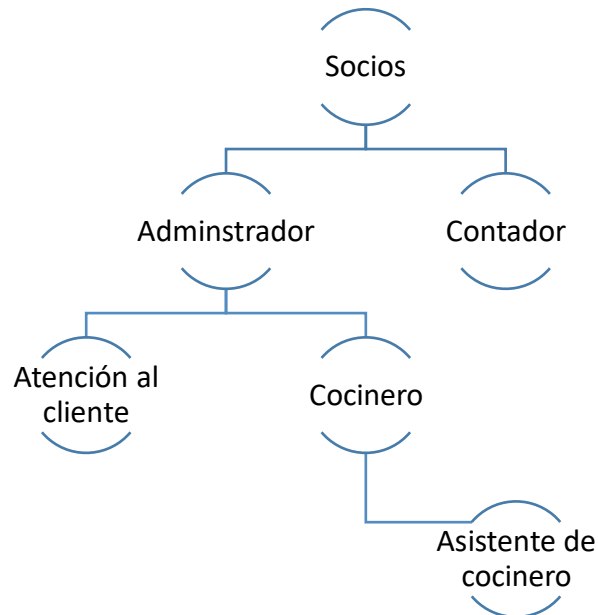 Socios
Adminstrador
Contador
Atención al
cliente
Cocinero
Asistente de
cocinero